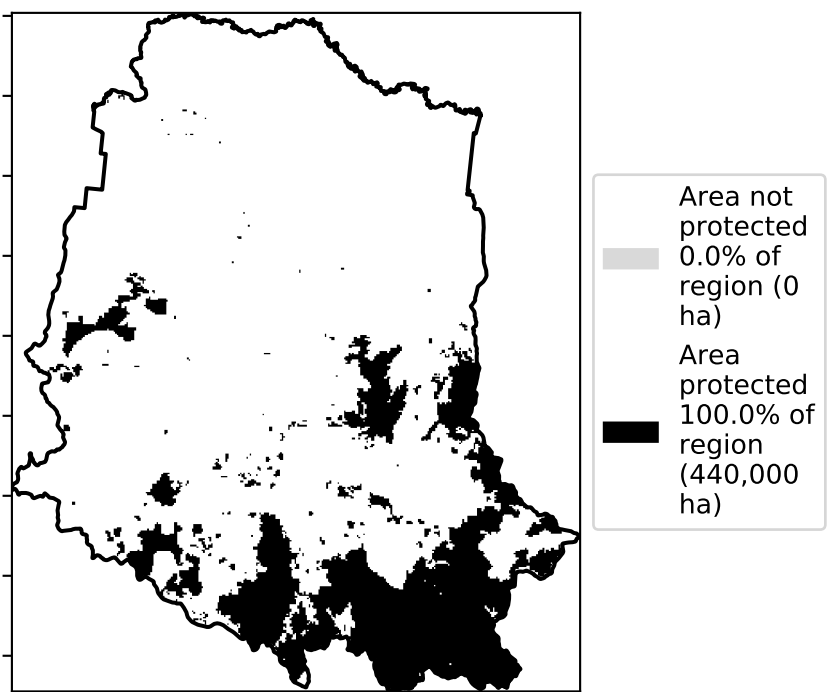 Area not
protected
0.0% of
region (0
ha)
Area
protected
100.0% of
region
(440,000
ha)